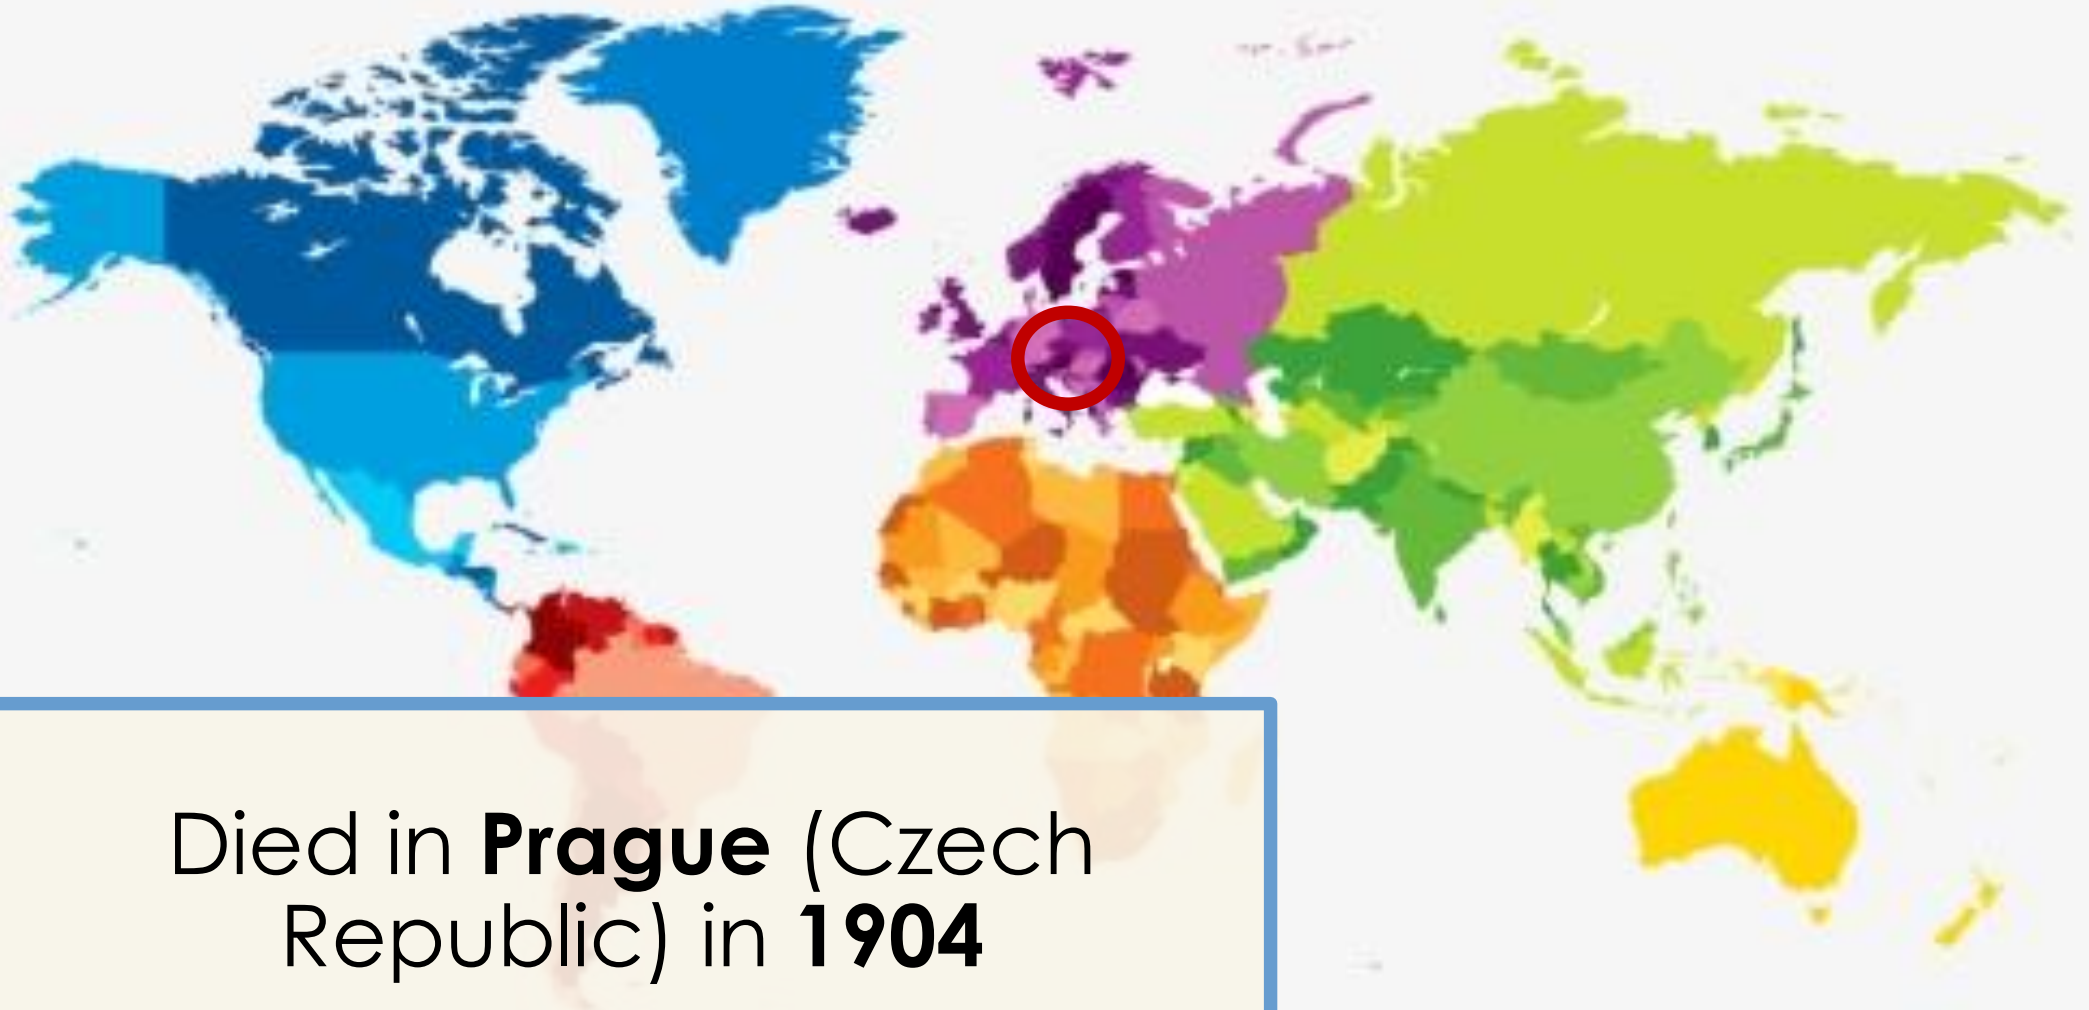 Died in Prague (Czech
Republic) in 1904